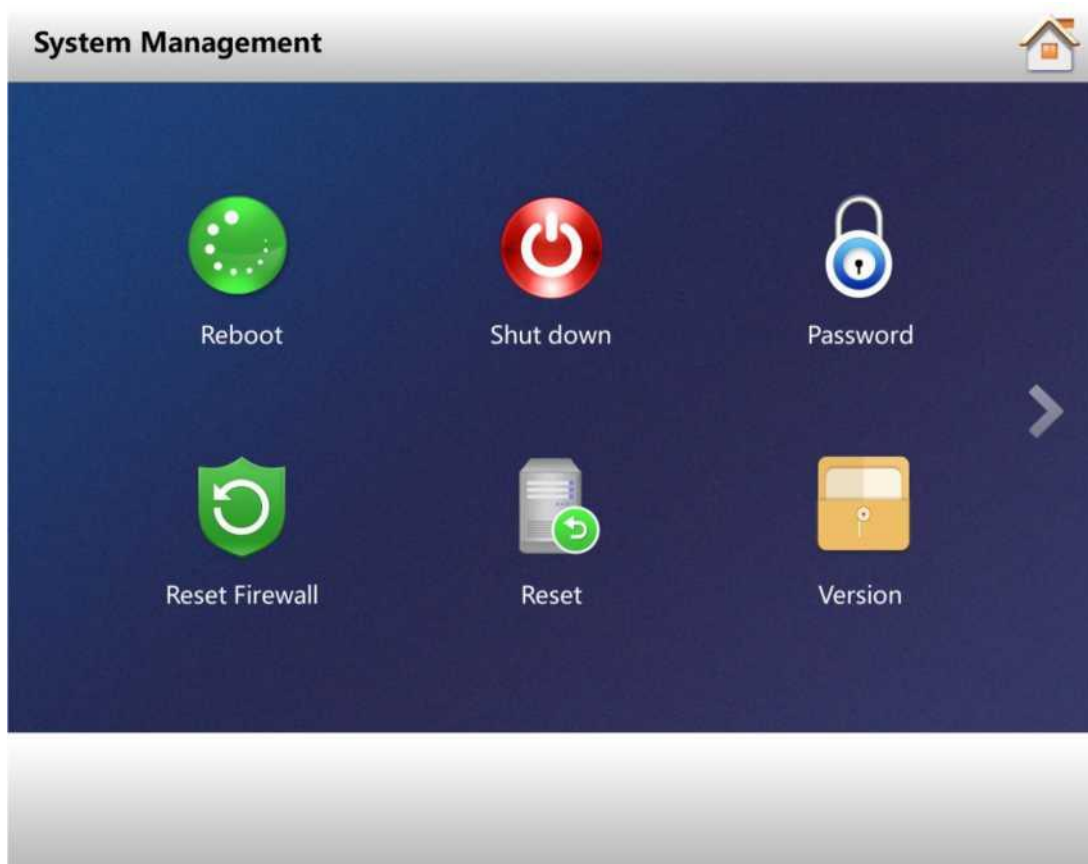 System Management
Reboot
Shut down
Password
Reset Firewall
Reset
Version